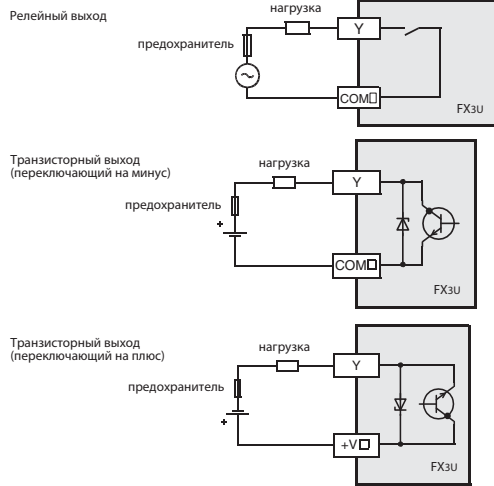 Релейный выход
нагрузка
предохранитель
Y
COM□
FX3U
Транзисторный выход
(переключающий на минус)
нагрузка
предохранитель
Y
+
COM□
FX3U
Транзисторный выход
(переключающий на плюс)
нагрузка
предохранитель
Y
+
+V□
FX3U